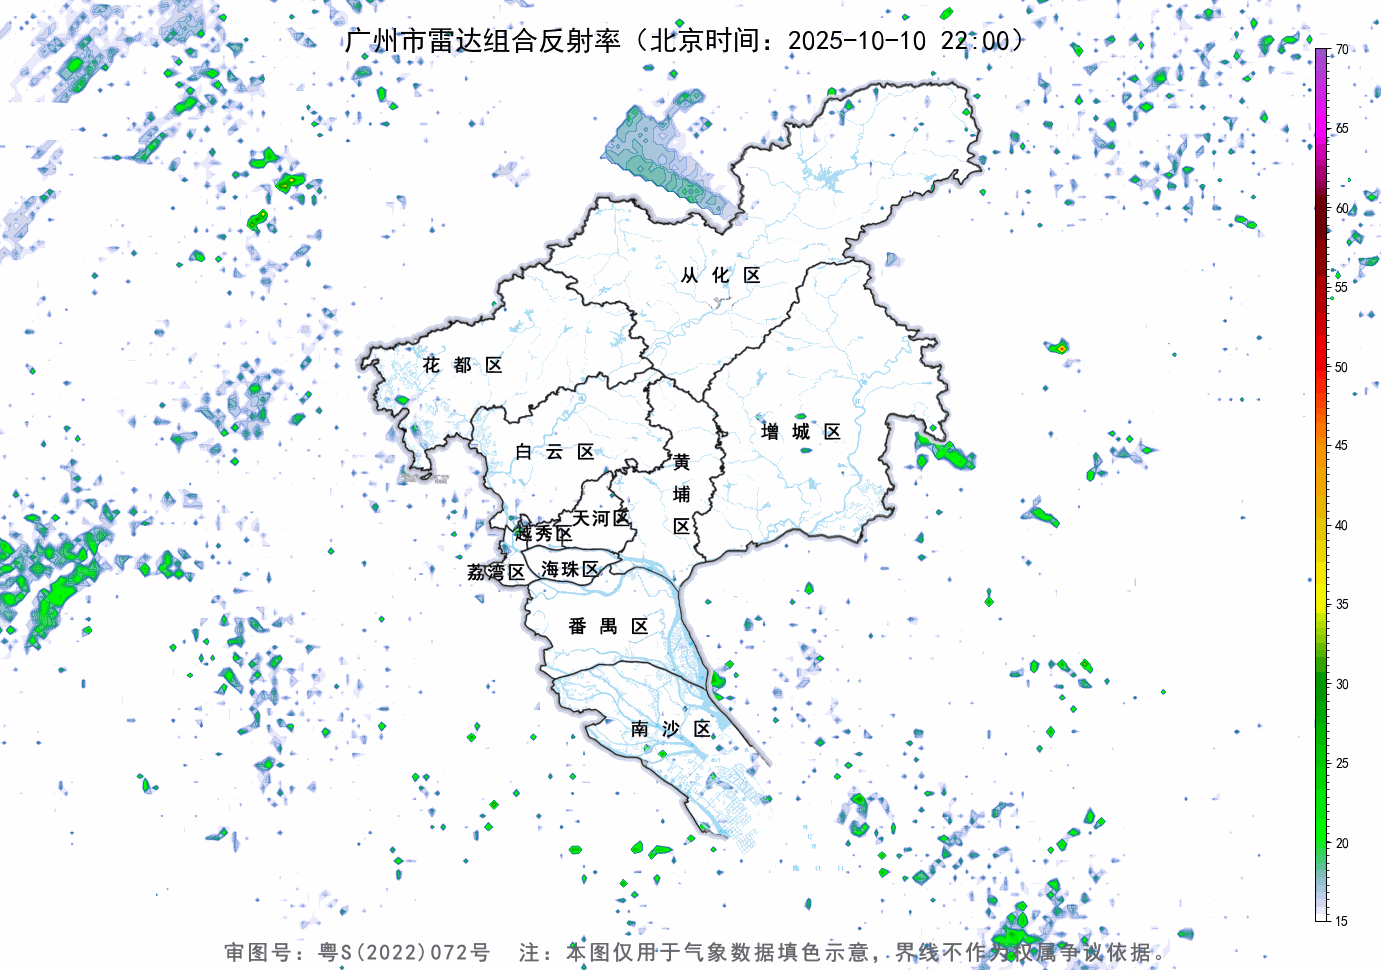 广州市雷达组合反射率（北京时间：2025-10-10 22:00）
70
65
60
55
50
45
40
35
30
25
20
15
从化区
花都区
增城区
白云区
黄埔区
天河区
越秀区
荔湾区
海珠区
番禺区
南沙区
审图号：粤S(2022)072号 注：本图仅用于气象数据填色示意，界线不作为权属争议依据。